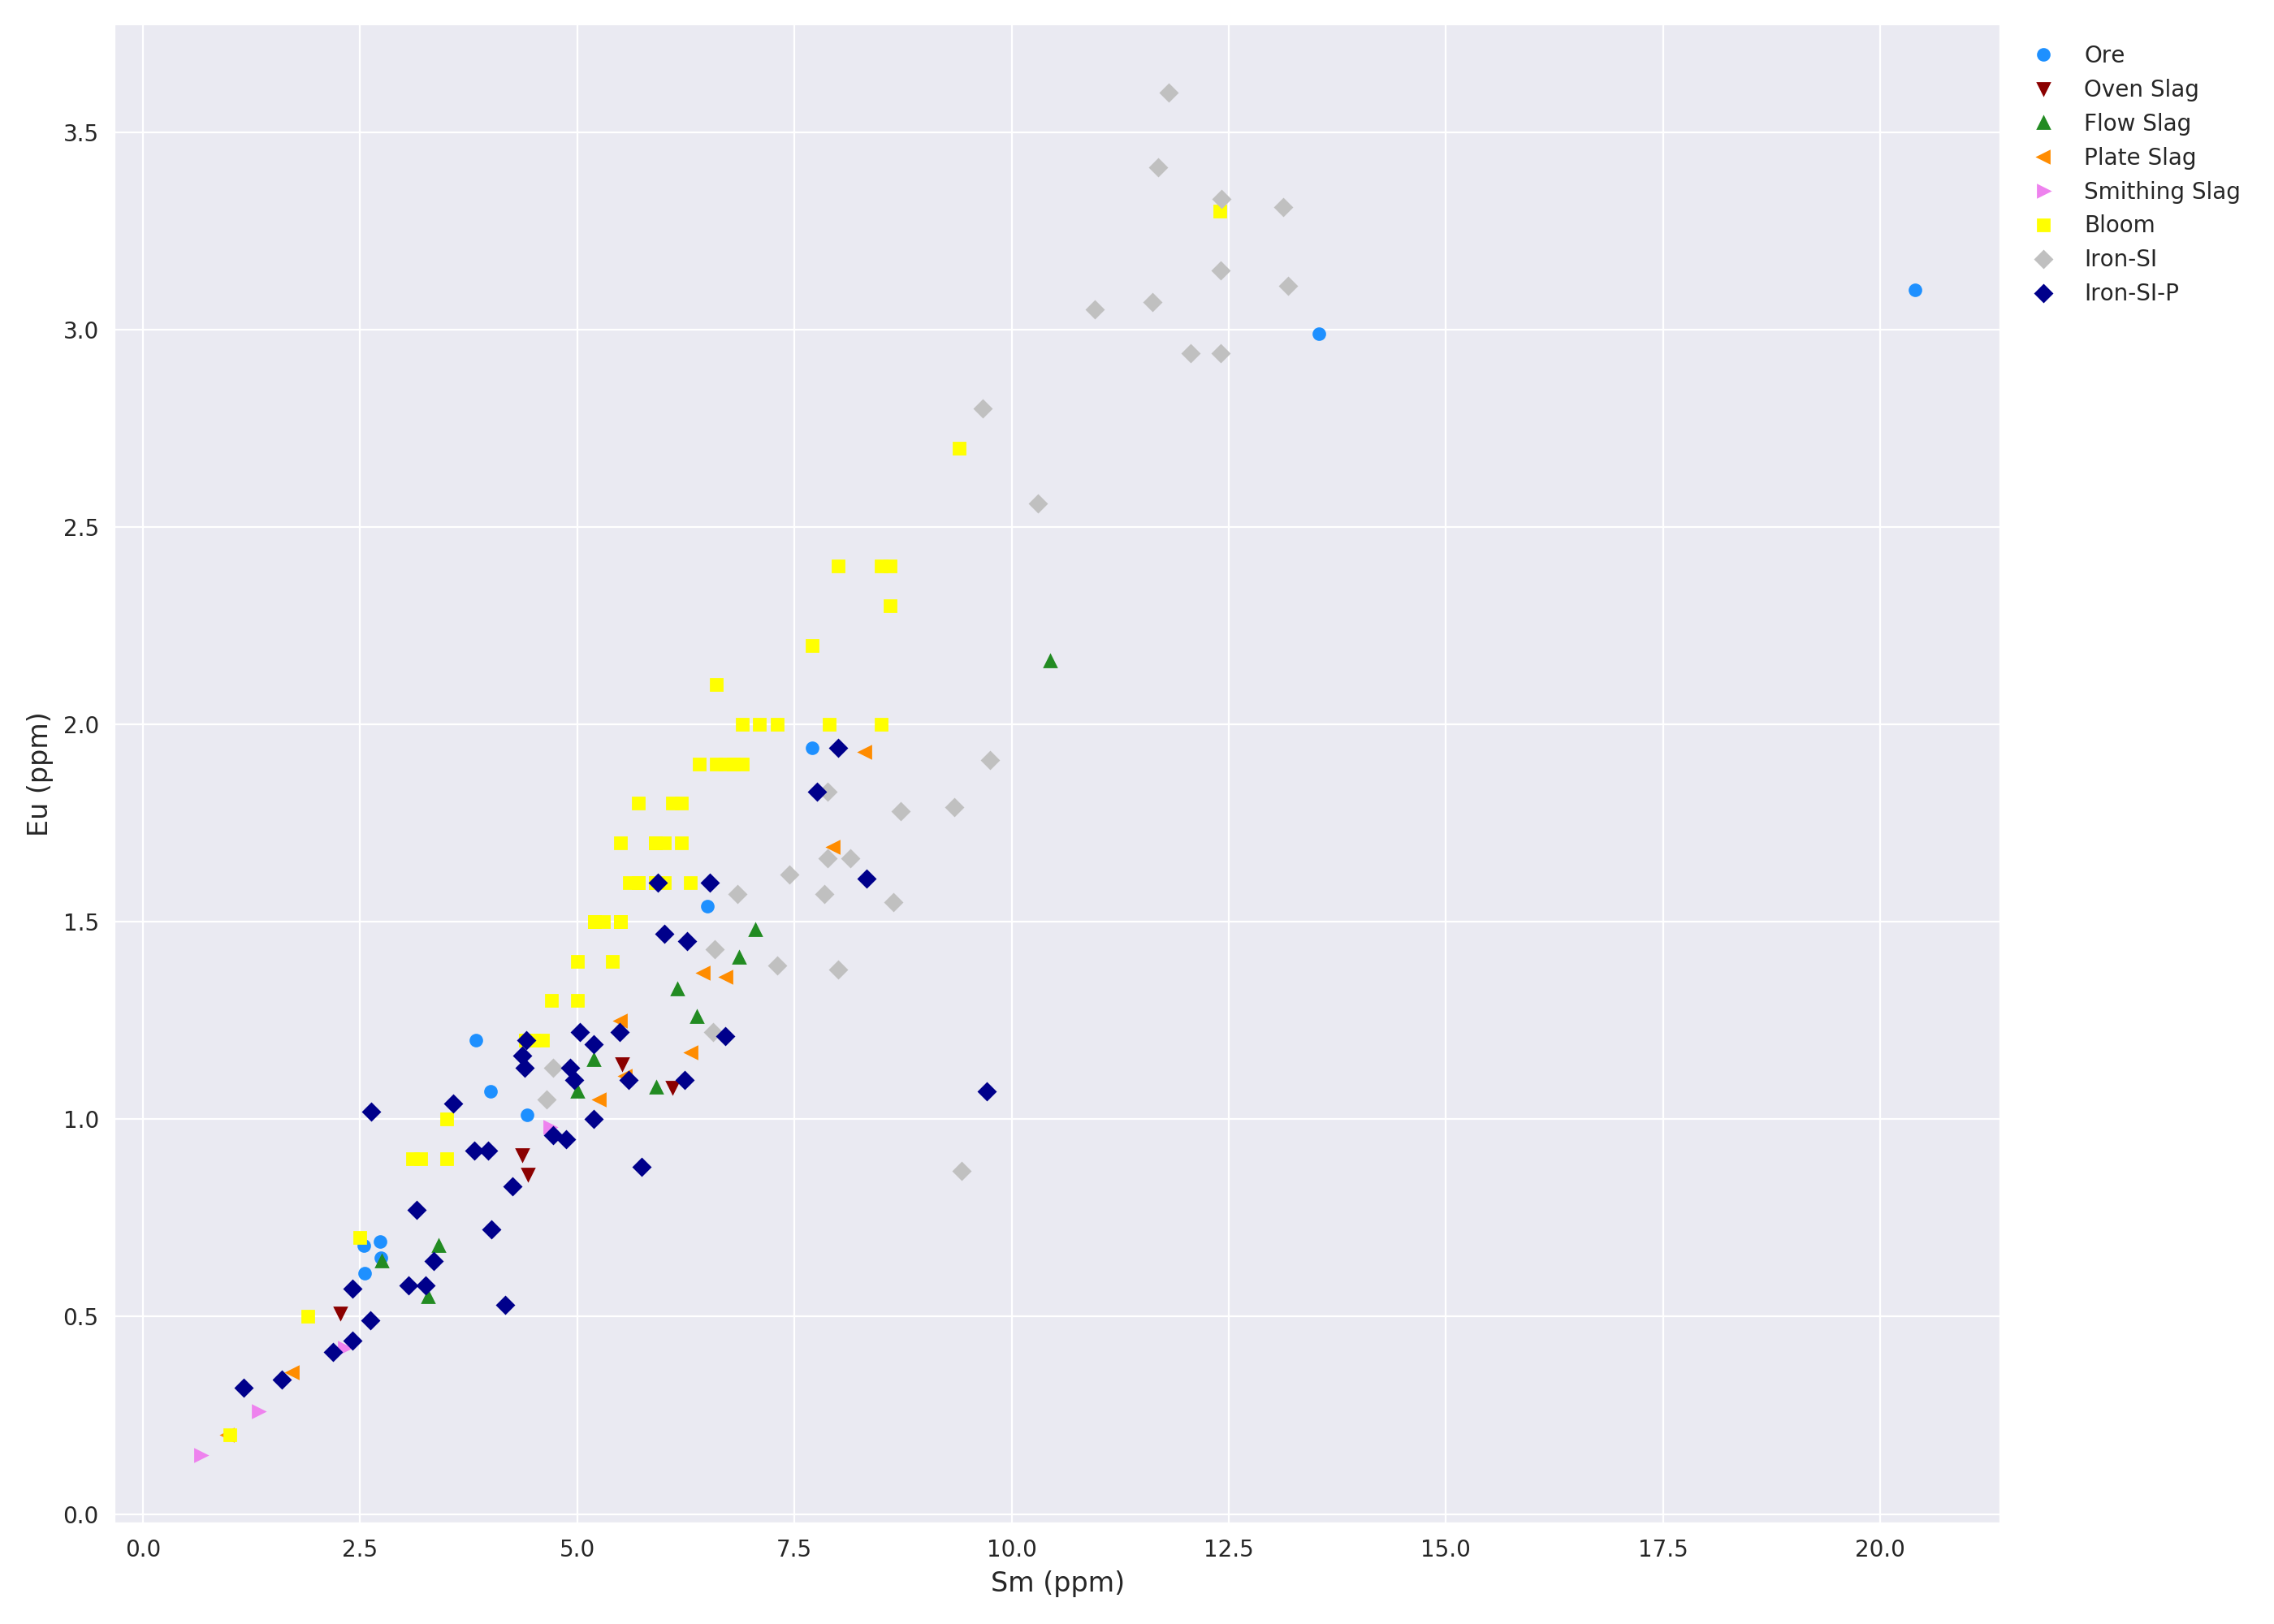 Ore
Oven Slag
Flow Slag
Plate Slag
Smithing Slag
Bloom
Iron-SI
Iron-SI-P
3.5
3.0
2.5
2.0
1.5
1.0
0.5
0.0
Eu (ppm)
0.0 2.5 5.0 7.5 10.0 12.5 15.0 17.5 20.0
Sm (ppm)